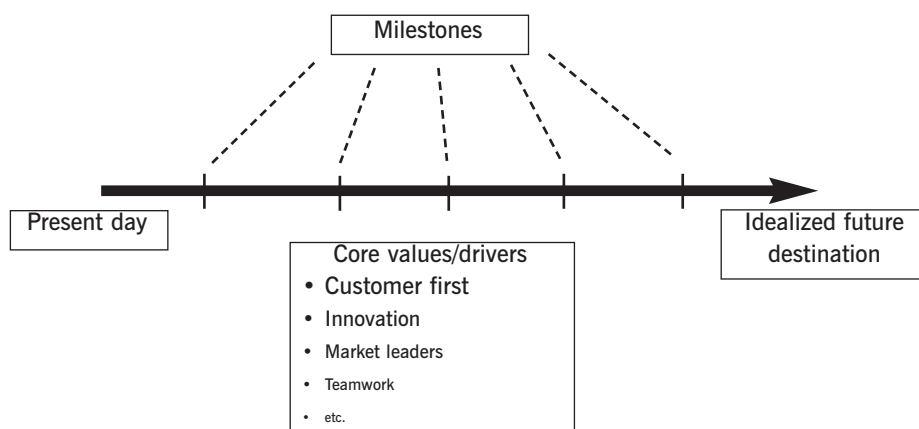 Milestones
Present day
Idealized future
destination
Core values/drivers
• Customer first
• Innovation
• Market leaders
• Teamwork
• etc.